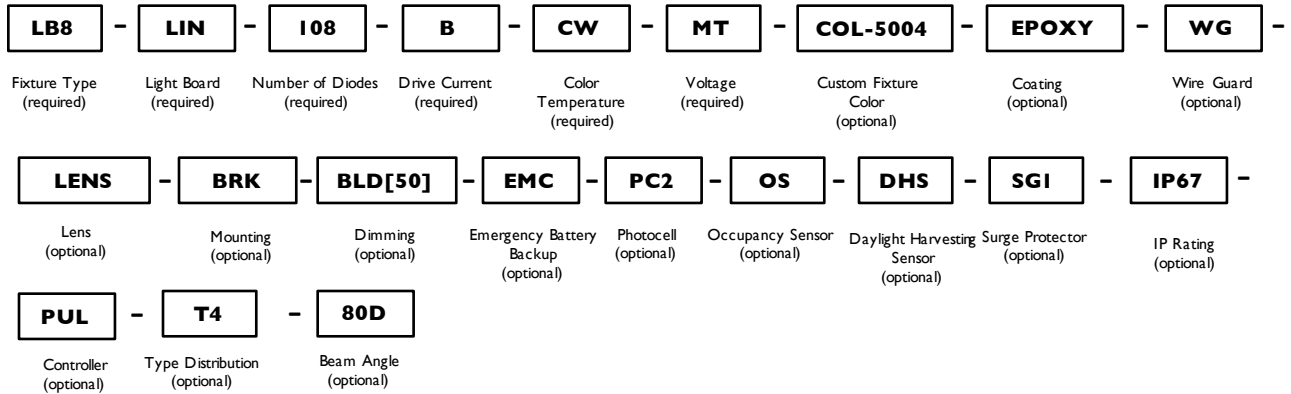 LB8 - LIN - 108 - B - CW - MT - COL-5004 - EPOXY - WG -
Fixture Type Light Board Number of Diodes Drive Current Color Voltage Custom Fixture Coating Wire Guard
(required) (required) (required) (required) Temperature (required) Color (optional) (optional)
(required) (optional)
LENS - BRK - BLD[50] - EMC - PC2 - OS - DHS - SG1 - IP67 -
Lens Mounting Dimming Emergency Battery Photocell Occupancy Sensor Daylight Harvesting Surge Protector IP Rating
(optional) (optional) (optional) Backup (optional) (optional) Sensor (optional) (optional)
(optional) (optional)
PUL - T4 - 80D
Controller Type Distribution Beam Angle
(optional) (optional) (optional)